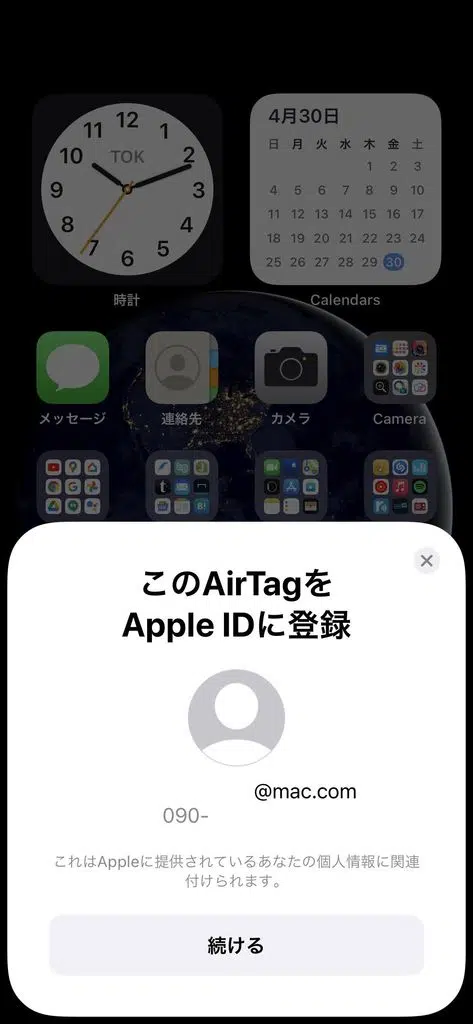 12
11
1
10
TOK
2
9
3
8
4
7
5
6
時計
4月30日
日 月 火 水 木 金 土
1 2 3
4 5 6 7 8 9 10
11 12 13 14 15 16 17
18 19 20 21 22 23 24
25 26 27 28 29 30
Calendars
メッセージ
連絡先
カメラ
Camera
このAirTagを
Apple IDに登録
@mac.com
090-
これはAppleに提供されているあなたの個人情報に関連
付けられます。
続ける